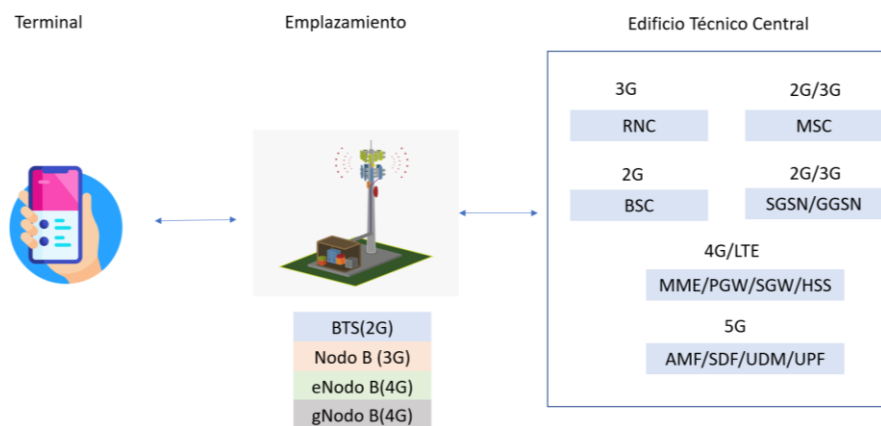 Terminal
Emplazamiento
Edificio Técnico Central
3G
2G/3G
RNC
MSC
2G
2G/3G
BSC
SGSN/GGSN
4G/LTE
MME/PGW/SGW/HSS
5G
AMF/SDF/UDM/UPF
BTS(2G)
Nodo B (3G)
eNodo B(4G)
gNodo B(4G)